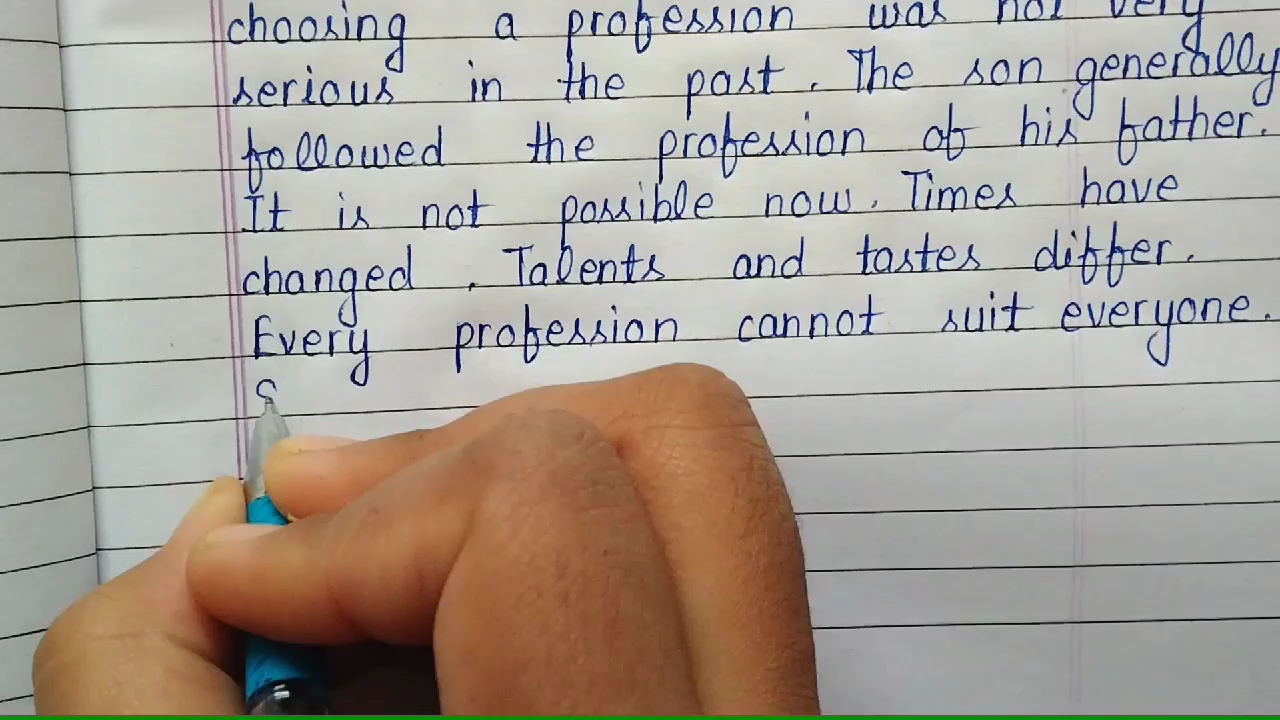 choosing a profession was not very
serious in the past. The son generally
followed the profession of his father.
It is not possible now. Times have
changed. Talents and tastes differ.
Every profession cannot suit everyone.
S